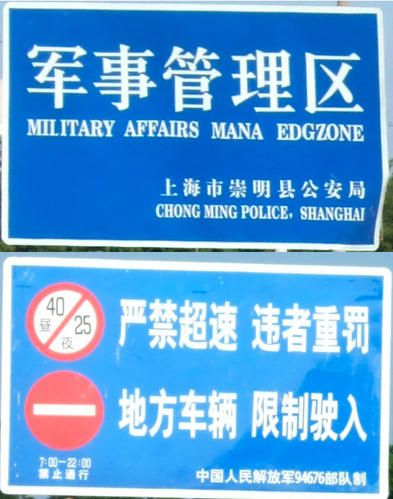 军事管理区
MILITARY AFFAIRS MANA EDGZONE
上海市崇明县公安局
CHONG MING POLICE, SHANGHAI
40
昼
25
夜
严禁超速 违者重罚
地方车辆 限制驶入
7:00-22:00
禁止通行
中国人民解放军94676部队制